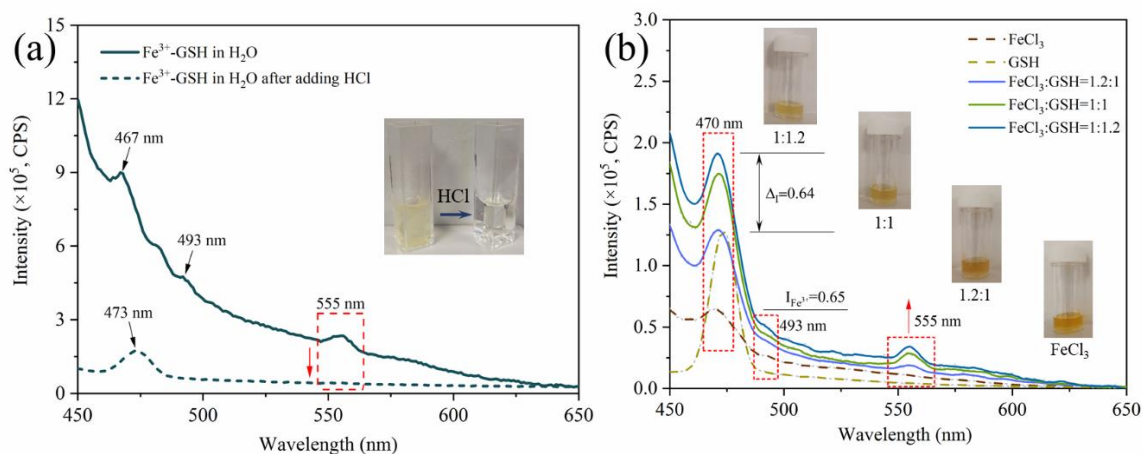 (a)
Fe³⁺-GSH in H₂O
Fe³⁺-GSH in H₂O after adding HCl
Intensity (×10⁵, CPS)
15
12
9
6
3
0
467 nm
493 nm
473 nm
555 nm
HCl
450
500
550
600
650
Wavelength (nm)
(b)
FeCl₃
GSH
FeCl₃:GSH=1.2:1
FeCl₃:GSH=1:1
FeCl₃:GSH=1:1.2
Intensity (×10⁵, CPS)
3.0
2.5
2.0
1.5
1.0
0.5
0.0
470 nm
1:1.2
Δ_I=0.64
1:1
1.2:1
I_Fe³⁺=0.65
493 nm
555 nm
FeCl₃
450
500
550
600
650
Wavelength (nm)